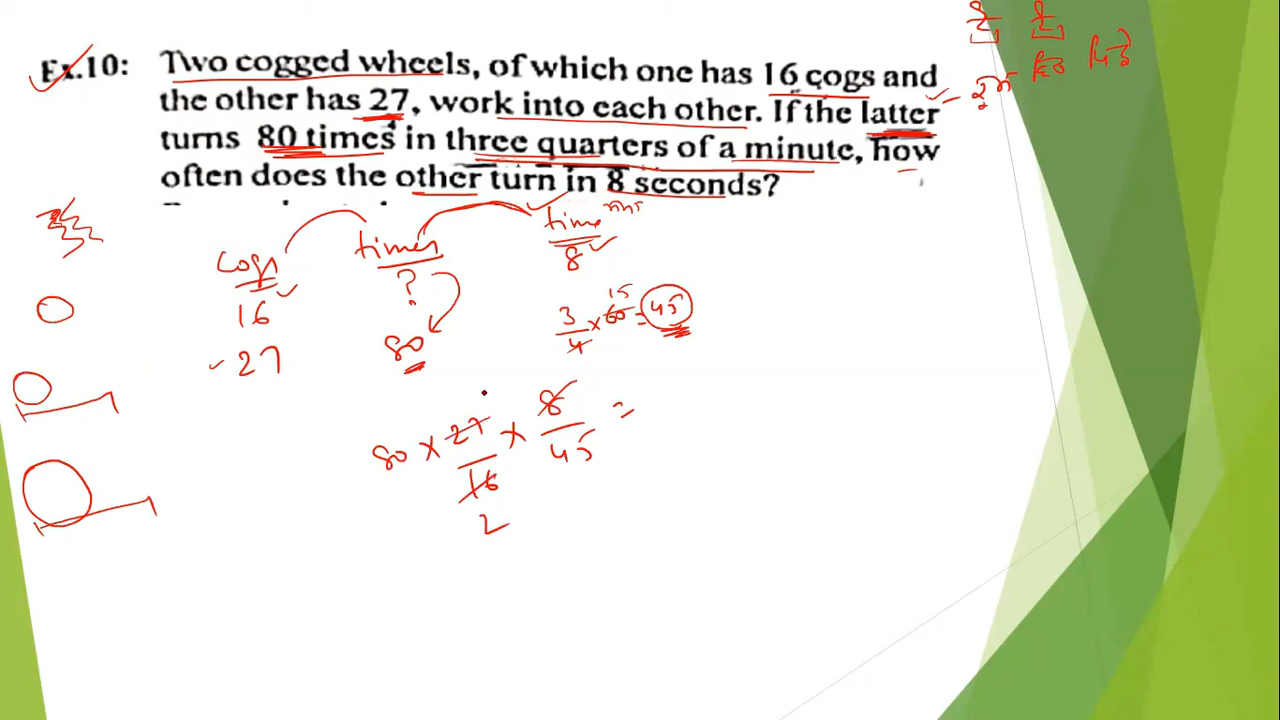 Ex.10: Two cogged wheels, of which one has 16 cogs and
the other has 27, work into each other. If the latter
turns 80 times in three quarters of a minute, how
often does the other turn in 8 seconds?
cogs times time
16 ? 8
27 80
3/4 × 60 = 45
15
80 × 27/16 × 8/45 =
2